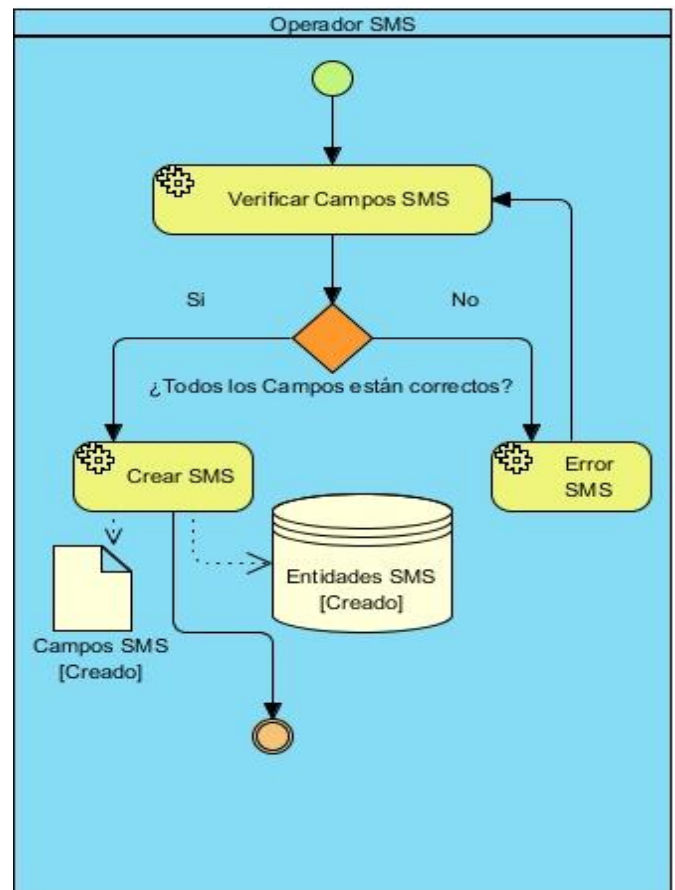 Operador SMS
Verificar Campos SMS
Si
No
¿Todos los Campos están correctos?
Crear SMS
Error
SMS
Entidades SMS
[Creado]
Campos SMS
[Creado]